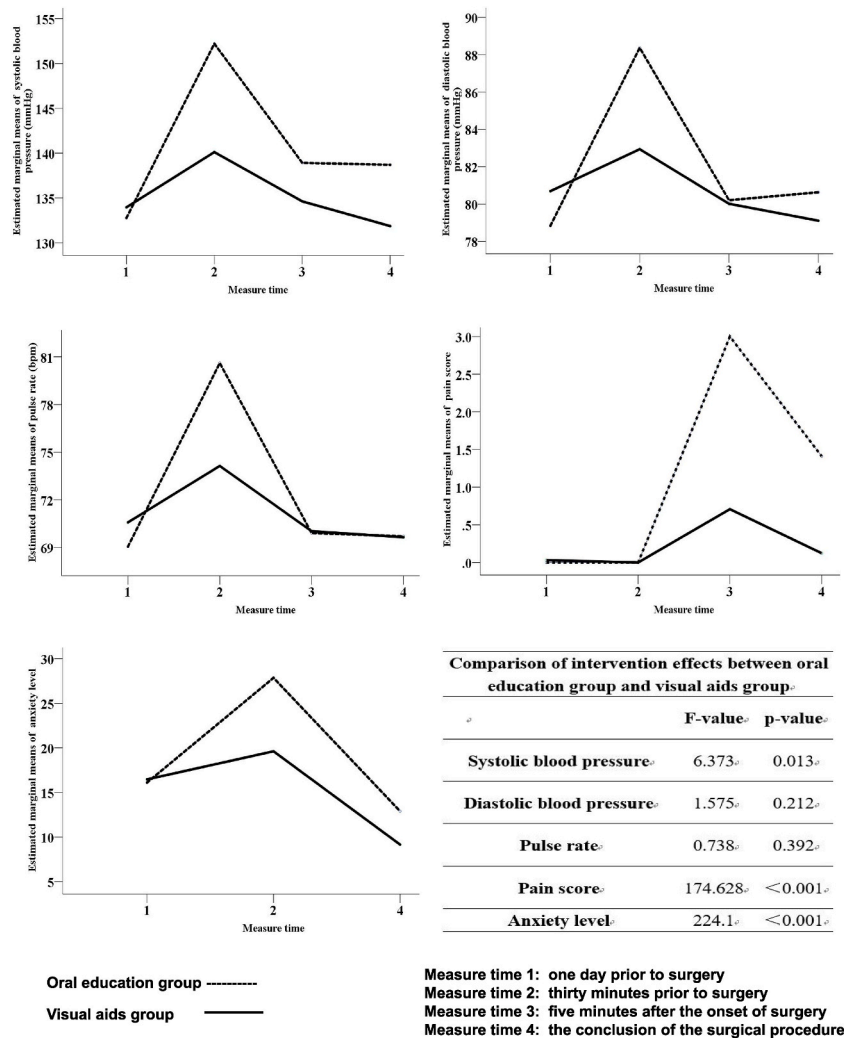 Estimated marginal means of systolic blood
pressure (mmHg)
155
150
145
140
135
130
1 2 3 4
Measure time
Estimated marginal means of diastolic blood
pressure (mmHg)
90
88
86
84
82
80
78
1 2 3 4
Measure time
Estimated marginal means of pulse rate (bpm)
81
78
75
72
69
1 2 3 4
Measure time
Estimated marginal means of pain score
3.0
2.5
2.0
1.5
1.0
.5
.0
1 2 3 4
Measure time
Estimated marginal means of anxiety level
30
25
20
15
10
5
1 2 4
Measure time
Comparison of intervention effects between oral
education group and visual aids group
F-value p-value
Systolic blood pressure 6.373 0.013
Diastolic blood pressure 1.575 0.212
Pulse rate 0.738 0.392
Pain score 174.628 <0.001
Anxiety level 224.1 <0.001
Oral education group
Visual aids group
Measure time 1: one day prior to surgery
Measure time 2: thirty minutes prior to surgery
Measure time 3: five minutes after the onset of surgery
Measure time 4: the conclusion of the surgical procedure